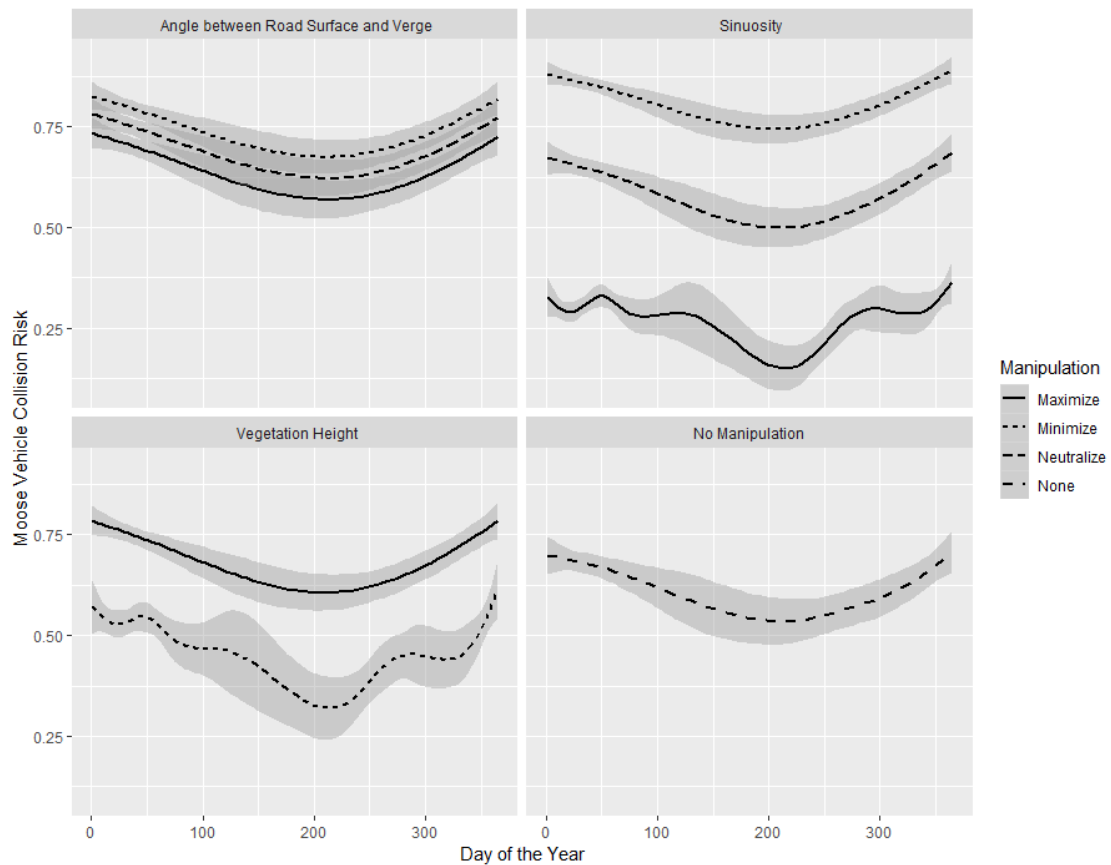 Angle between Road Surface and Verge
Sinuosity
0.75
0.50
0.25
Vegetation Height
No Manipulation
0.75
0.50
0.25
0 100 200 300
0 100 200 300
Day of the Year
Moose Vehicle Collision Risk
Manipulation
Maximize
Minimize
Neutralize
None